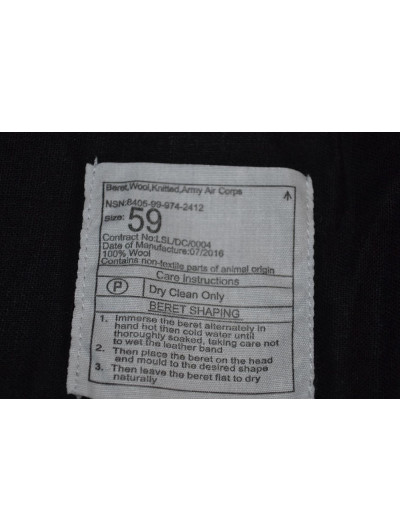 Beret,Wool,Knitted,Army Air Corps
NSN:8405-99-974-2412
Size: 59
Contract No:LSL/DC/0004
Date of Manufacture:07/2016
100% Wool
Contains non-textile parts of animal origin
Care Instructions
P Dry Clean Only
BERET SHAPING
1. Immerse the beret alternately in
hand hot then cold water until
thoroughly soaked, taking care not
to wet the leather band
2. Then place the beret on the head
and mould to the desired shape
3. Then leave the beret flat to dry
naturally